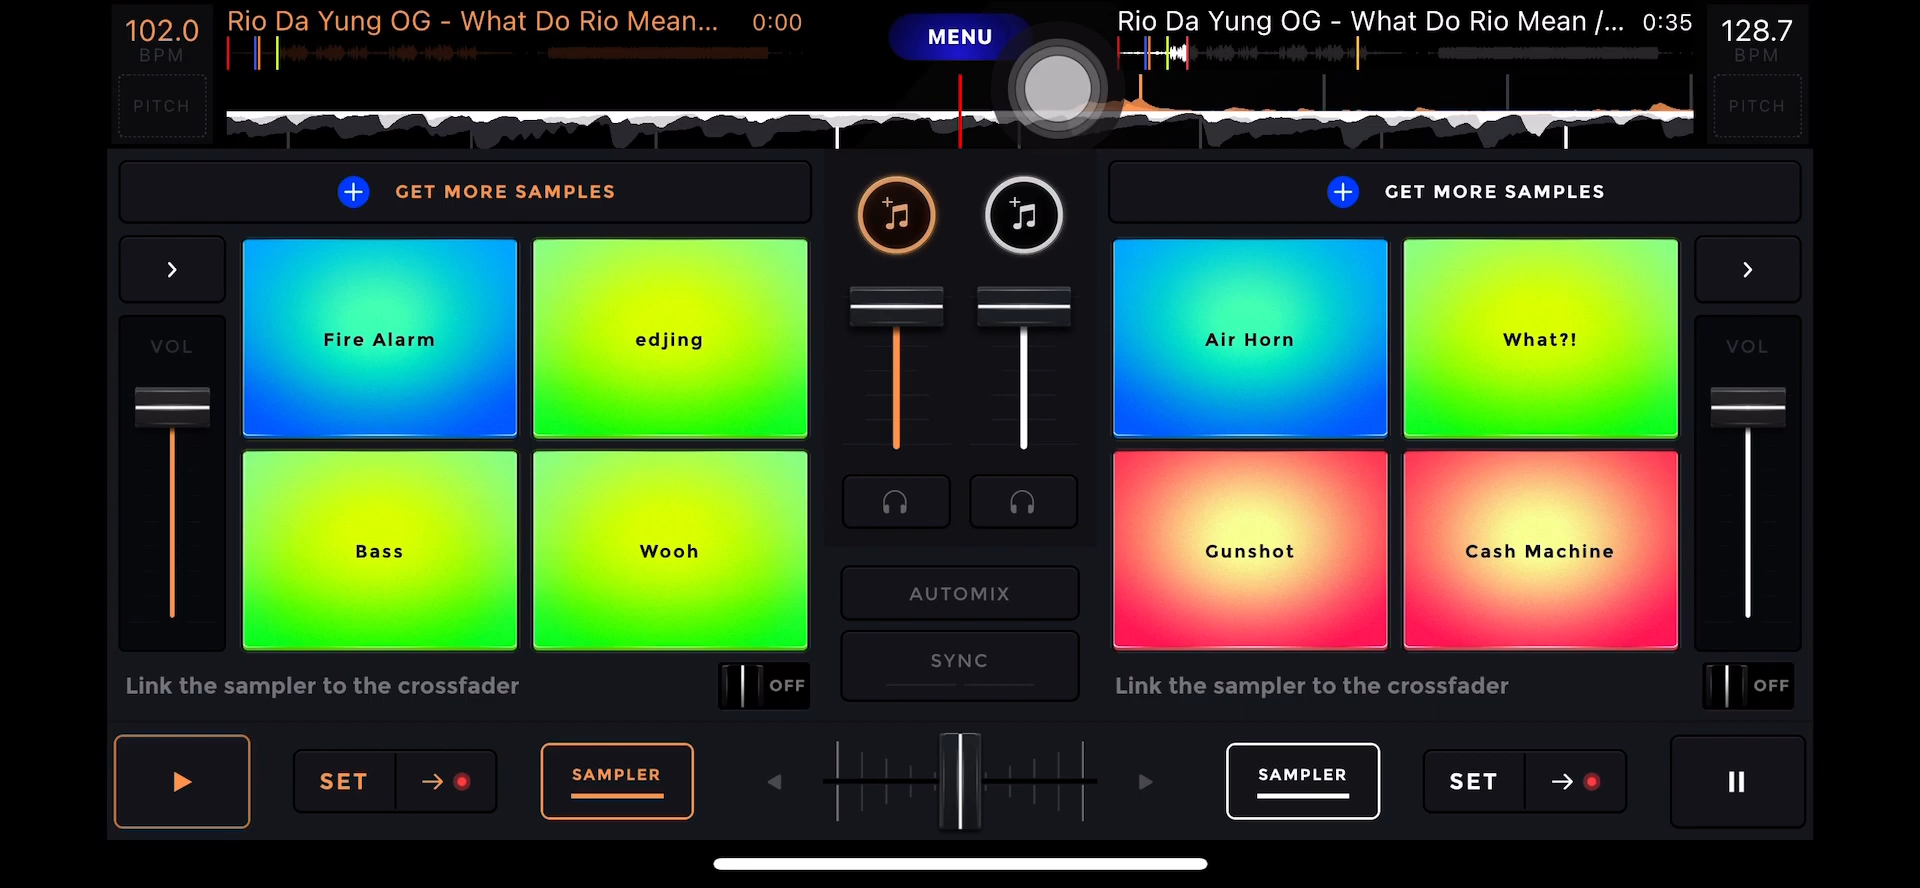 102.0
BPM
PITCH
Rio Da Yung OG - What Do Rio Mean...
0:00
MENU
Rio Da Yung OG - What Do Rio Mean /...
0:35
128.7
BPM
PITCH
GET MORE SAMPLES
GET MORE SAMPLES
VOL
Fire Alarm
edjing
Bass
Wooh
Air Horn
What?!
Gunshot
Cash Machine
VOL
AUTOMIX
SYNC
Link the sampler to the crossfader
OFF
Link the sampler to the crossfader
OFF
SET
SAMPLER
SAMPLER
SET